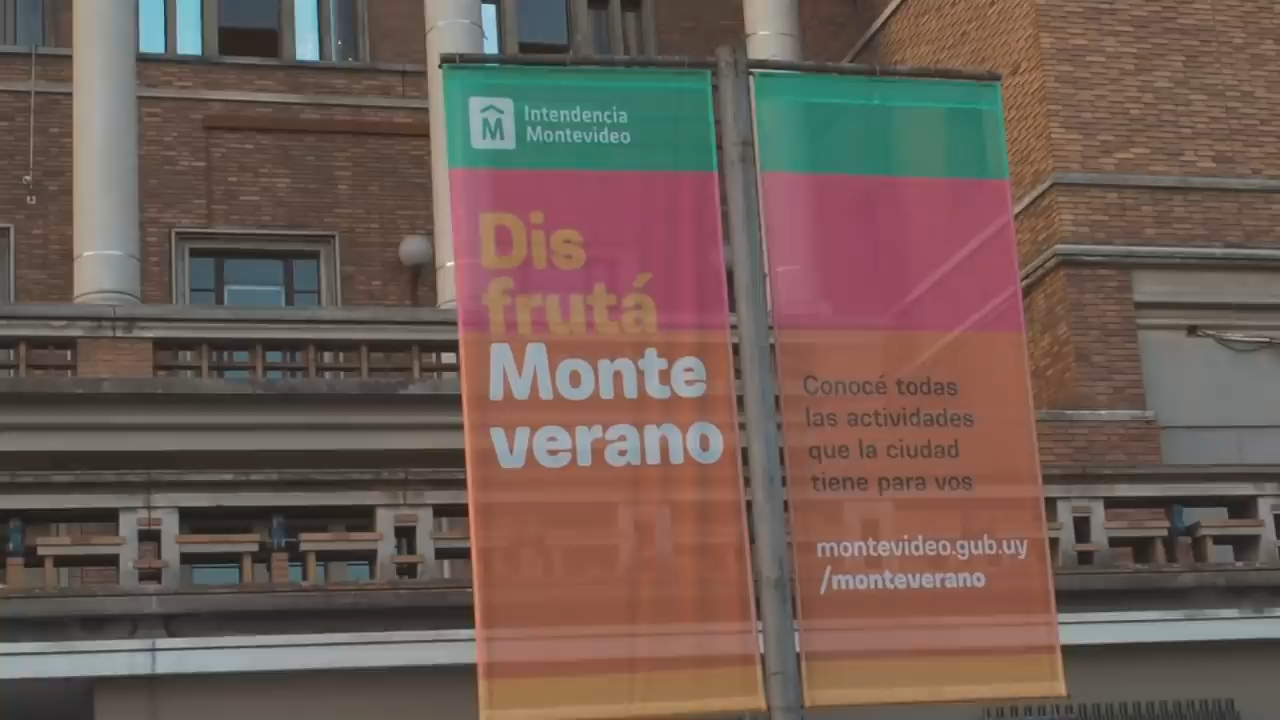 Intendencia
Montevideo
Dis
frutá
Monte
verano
Conocé todas
las actividades
que la ciudad
tiene para vos
montevideo.gub.uy
/monteverano